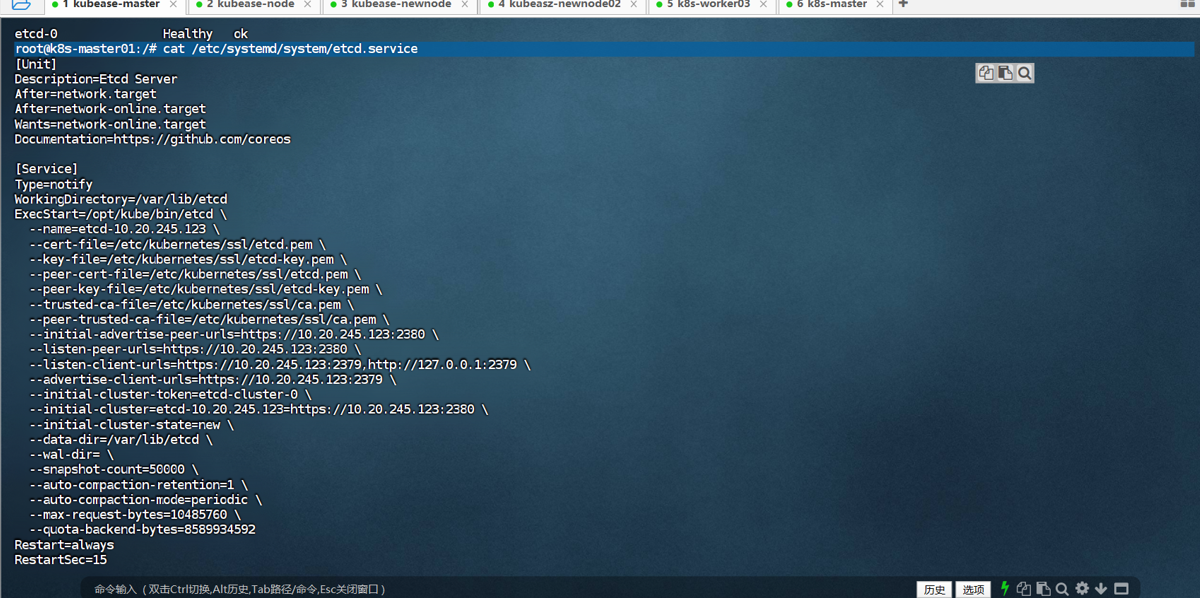 1 kubease-master × 2 kubease-node × 3 kubease-newnode × 4 kubeasz-newnode02 × 5 k8s-worker03 × 6 k8s-master × +
etcd-0 Healthy ok
root@k8s-master01:/# cat /etc/systemd/system/etcd.service
[Unit]
Description=Etcd Server
After=network.target
After=network-online.target
Wants=network-online.target
Documentation=https://github.com/coreos
[Service]
Type=notify
WorkingDirectory=/var/lib/etcd
ExecStart=/opt/kube/bin/etcd \
--name=etcd-10.20.245.123 \
--cert-file=/etc/kubernetes/ssl/etcd.pem \
--key-file=/etc/kubernetes/ssl/etcd-key.pem \
--peer-cert-file=/etc/kubernetes/ssl/etcd.pem \
--peer-key-file=/etc/kubernetes/ssl/etcd-key.pem \
--trusted-ca-file=/etc/kubernetes/ssl/ca.pem \
--peer-trusted-ca-file=/etc/kubernetes/ssl/ca.pem \
--initial-advertise-peer-urls=https://10.20.245.123:2380 \
--listen-peer-urls=https://10.20.245.123:2380 \
--listen-client-urls=https://10.20.245.123:2379,http://127.0.0.1:2379 \
--advertise-client-urls=https://10.20.245.123:2379 \
--initial-cluster-token=etcd-cluster-0 \
--initial-cluster=etcd-10.20.245.123=https://10.20.245.123:2380 \
--initial-cluster-state=new \
--data-dir=/var/lib/etcd \
--wal-dir= \
--snapshot-count=50000 \
--auto-compaction-retention=1 \
--auto-compaction-mode=periodic \
--max-request-bytes=10485760 \
--quota-backend-bytes=8589934592
Restart=always
RestartSec=15
命令输入 (双击Ctrl切换,Alt历史,Tab路径/命令,Esc关闭窗口) 历史 选项